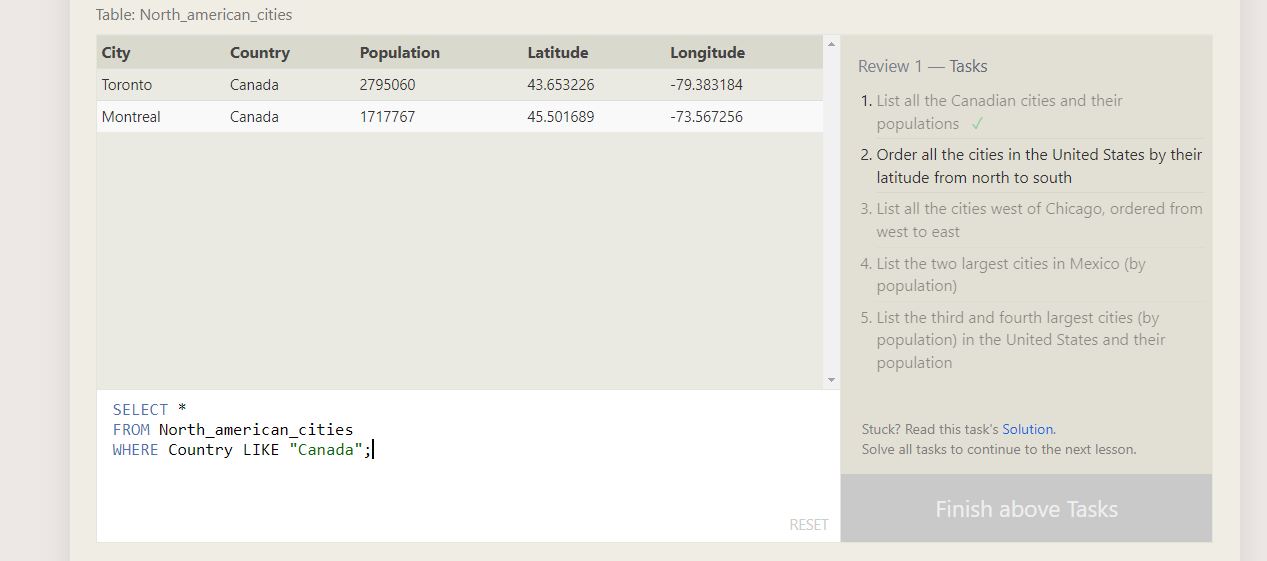 Table: North_american_cities
City Country Population Latitude Longitude
Toronto Canada 2795060 43.653226 -79.383184
Montreal Canada 1717767 45.501689 -73.567256
SELECT *
FROM North_american_cities
WHERE Country LIKE "Canada";
RESET
Review 1 — Tasks
1. List all the Canadian cities and their
populations ✓
2. Order all the cities in the United States by their
latitude from north to south
3. List all the cities west of Chicago, ordered from
west to east
4. List the two largest cities in Mexico (by
population)
5. List the third and fourth largest cities (by
population) in the United States and their
population
Stuck? Read this task's Solution.
Solve all tasks to continue to the next lesson.
Finish above Tasks